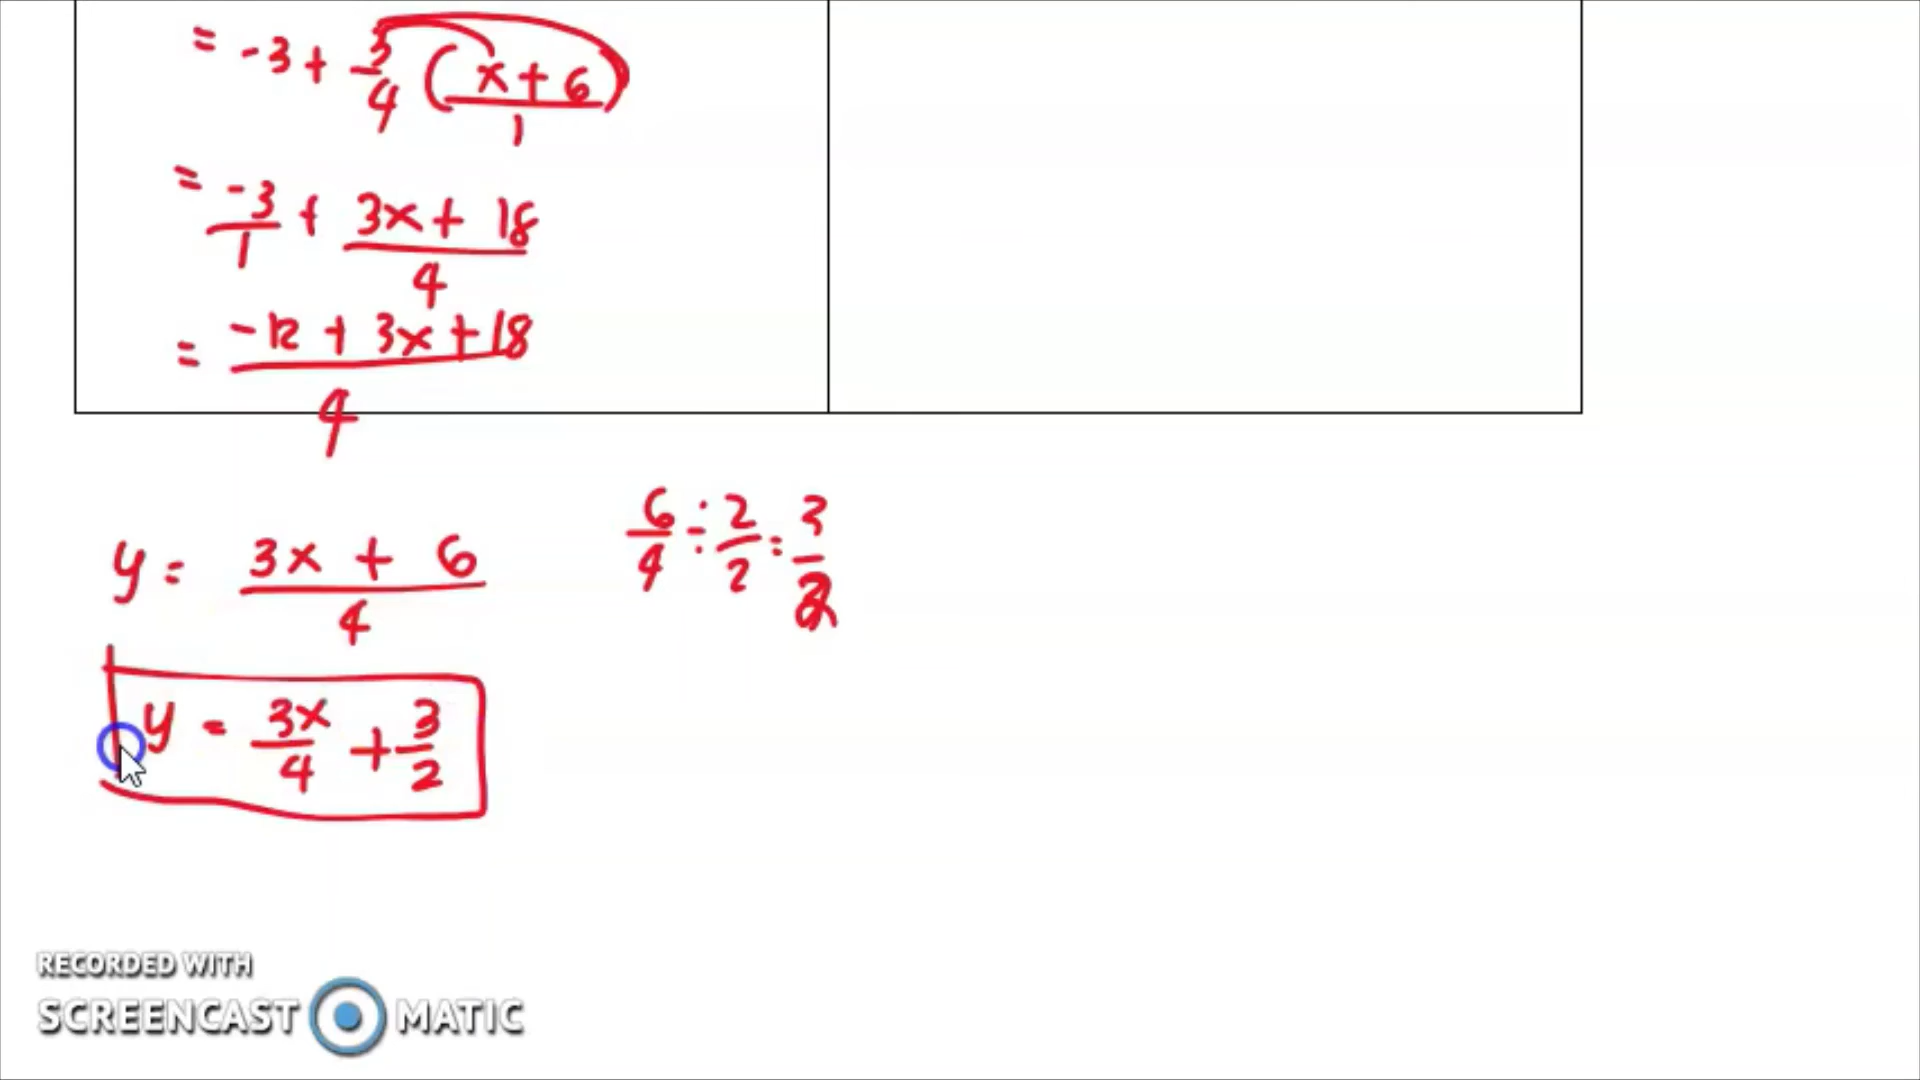 = -3 + 3/4 (x + 6)/1
= -3/1 + (3x + 18)/4
= (-12 + 3x + 18)/4
y = (3x + 6)/4
6/4 ÷ 2/2 = 3/2
y = 3x/4 + 3/2
RECORDED WITH
SCREENCAST MATIC